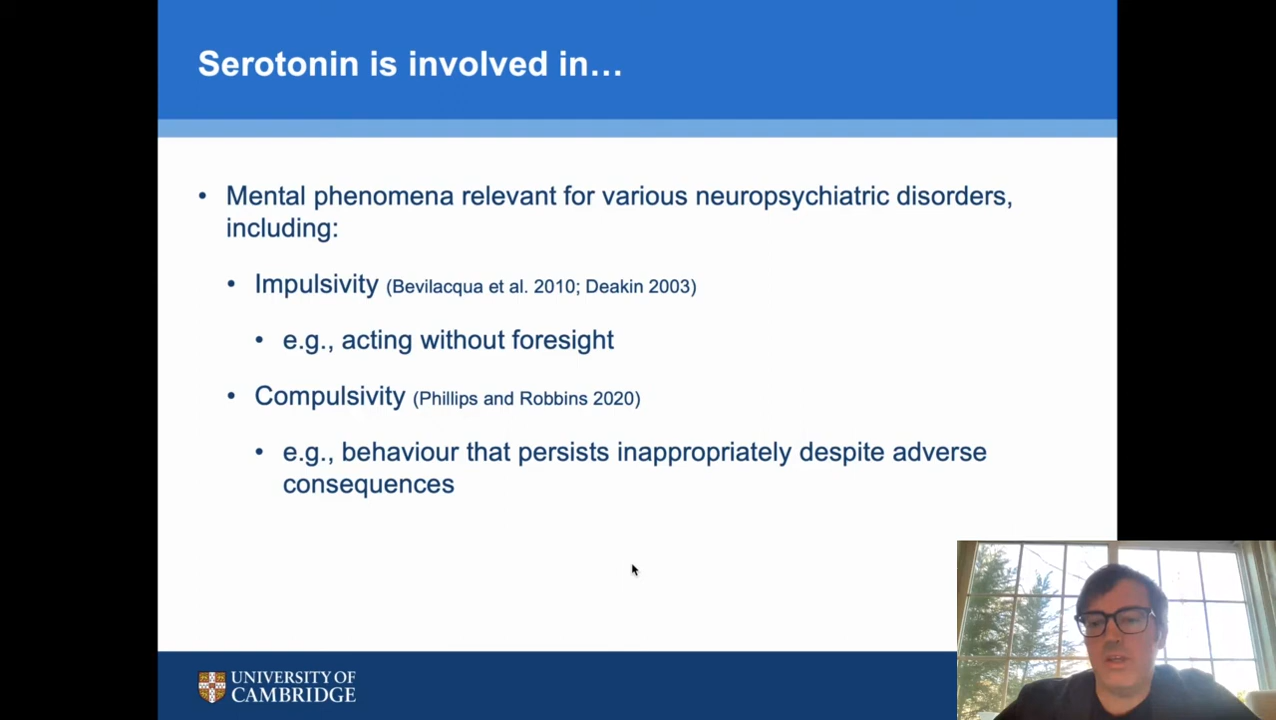 Serotonin is involved in…
• Mental phenomena relevant for various neuropsychiatric disorders,
including:
• Impulsivity (Bevilacqua et al. 2010; Deakin 2003)
• e.g., acting without foresight
• Compulsivity (Phillips and Robbins 2020)
• e.g., behaviour that persists inappropriately despite adverse
consequences
UNIVERSITY OF
CAMBRIDGE